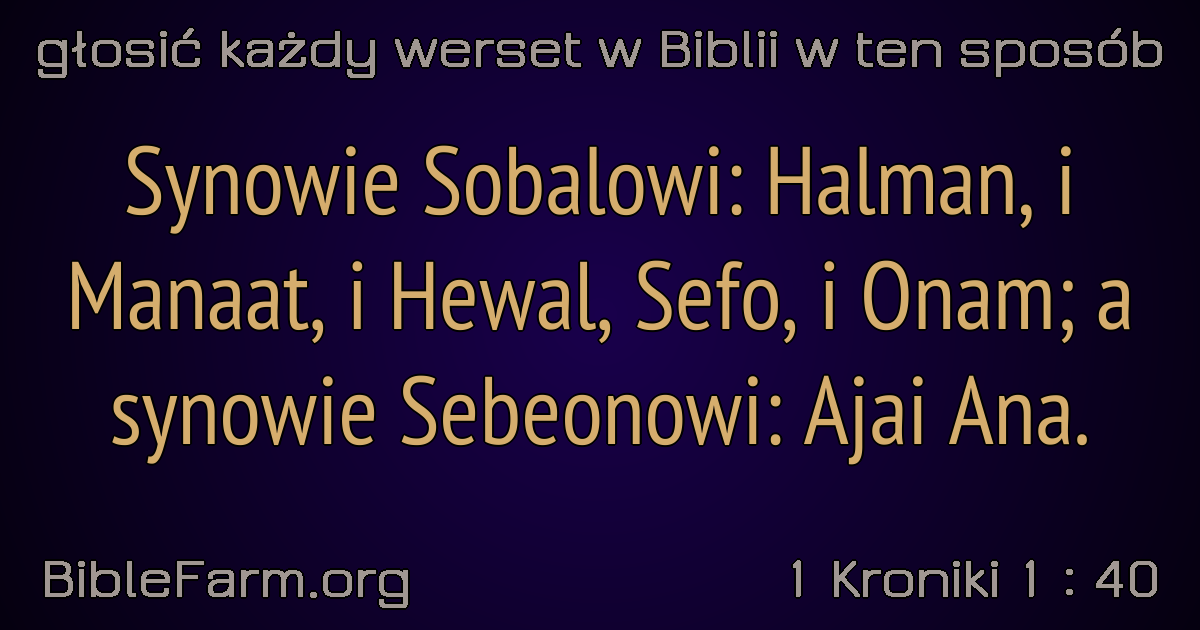 głosić każdy werset w Biblii w ten sposób
Synowie Sobalowi: Halman, i
Manaat, i Hewal, Sefo, i Onam; a
synowie Sebeonowi: Ajai Ana.
BibleFarm.org
1 Kroniki 1 : 40